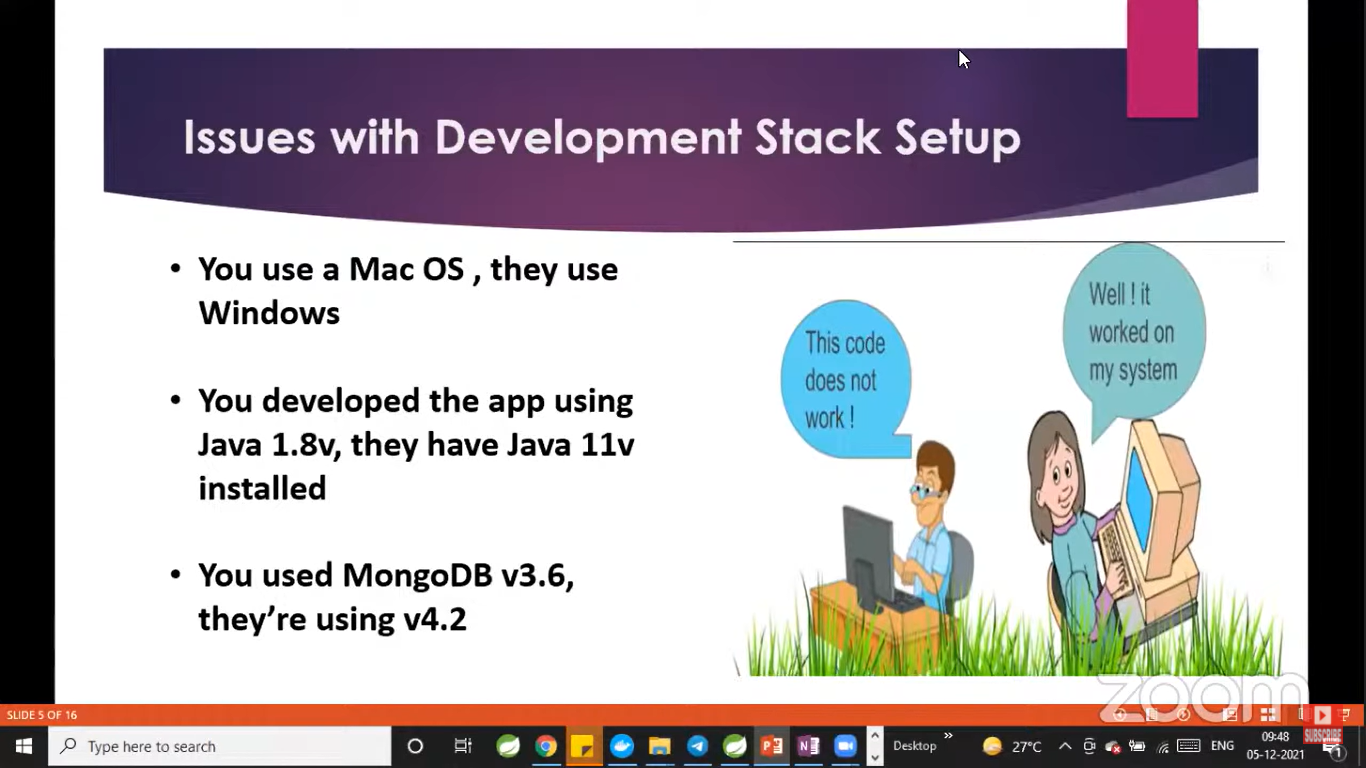 Issues with Development Stack Setup
• You use a Mac OS , they use
Windows
• You developed the app using
Java 1.8v, they have Java 11v
installed
• You used MongoDB v3.6,
they’re using v4.2
This code
does not
work !
Well ! it
worked on
my system
zoom
SLIDE 5 OF 16
SUBSCRIBE
Type here to search
Desktop
27°C
ENG
09:48
05-12-2021
1